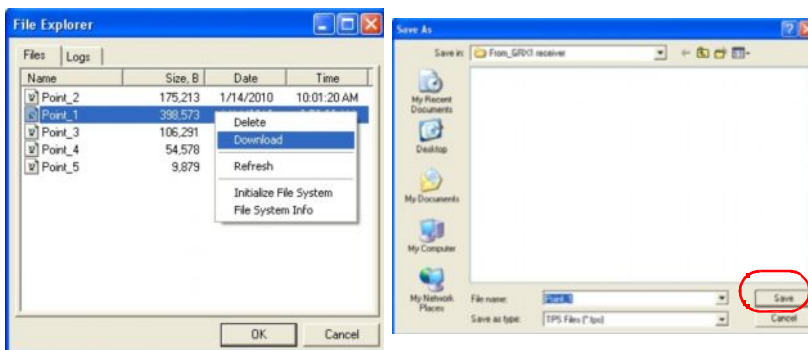 File Explorer
Files Logs
Name Size, B Date Time
Point_2 175,213 1/14/2010 10:01:20 AM
Point_1 398,573
Point_3 106,291
Point_4 54,578
Point_5 9,879
Delete
Download
Refresh
Initialize File System
File System Info
OK Cancel
Save As
Save in: From_GRX1 receiver
My Recent
Documents
Desktop
My Documents
My Computer
My Network
Places
File name: Point_1
Save as type: TPS Files (*.tps)
Save
Cancel